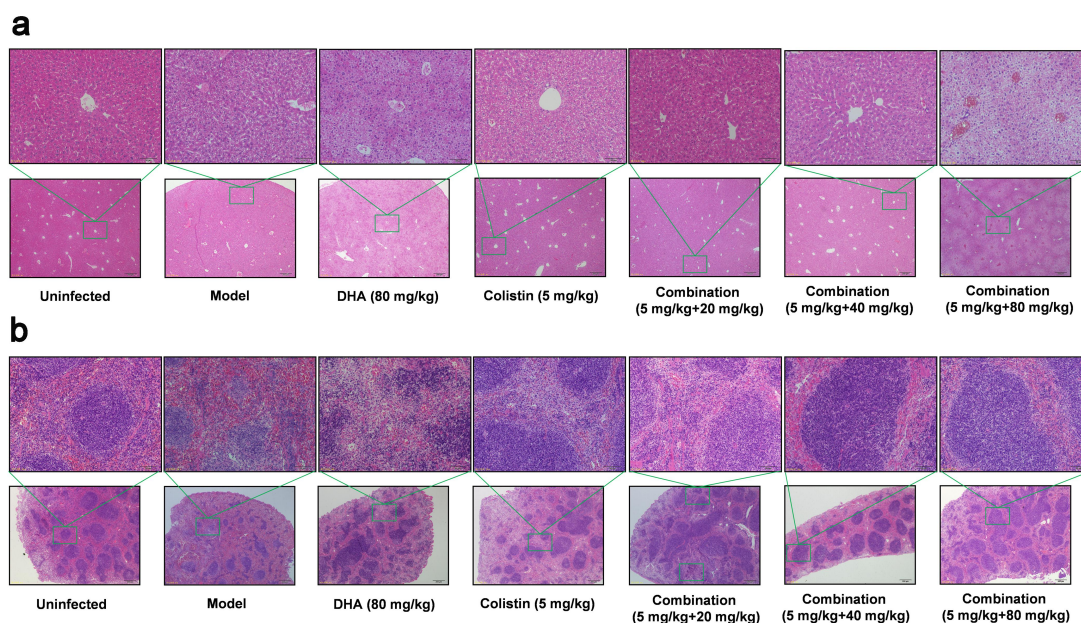 a
Uninfected
Model
DHA (80 mg/kg)
Colistin (5 mg/kg)
Combination
(5 mg/kg+20 mg/kg)
Combination
(5 mg/kg+40 mg/kg)
Combination
(5 mg/kg+80 mg/kg)
b
Uninfected
Model
DHA (80 mg/kg)
Colistin (5 mg/kg)
Combination
(5 mg/kg+20 mg/kg)
Combination
(5 mg/kg+40 mg/kg)
Combination
(5 mg/kg+80 mg/kg)